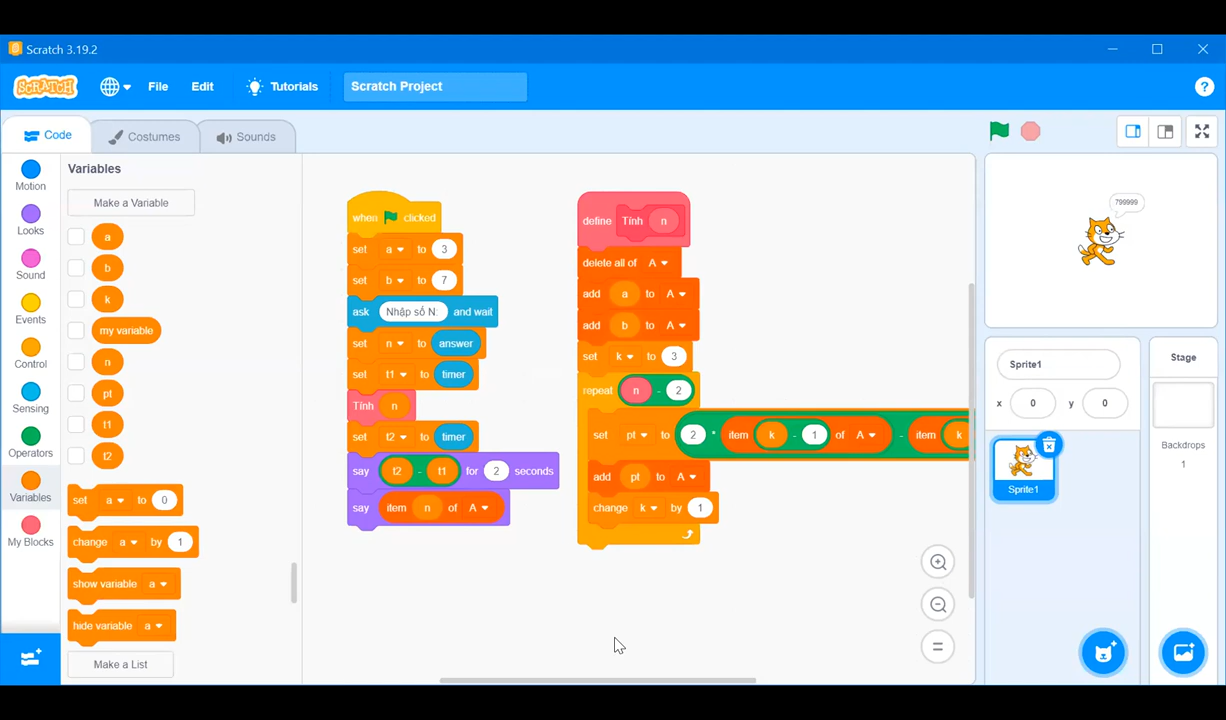 Scratch 3.19.2
SCRATCH File Edit Tutorials Scratch Project ?
Code Costumes Sounds
Motion
Looks
Sound
Events
Control
Sensing
Operators
Variables
My Blocks
Variables
Make a Variable
a
b
k
my variable
n
pt
t1
t2
set a to 0
change a by 1
show variable a
hide variable a
Make a List
when clicked
set a to 3
set b to 7
ask Nhập số N: and wait
set n to answer
set t1 to timer
Tính n
set t2 to timer
say t2 - t1 for 2 seconds
say item n of A
define Tính n
delete all of A
add a to A
add b to A
set k to 3
repeat n - 2
set pt to 2 * item k - 1 of A - item k
add pt to A
change k by 1
799999
Sprite1
x 0 y 0
Sprite1
Stage
Backdrops
1